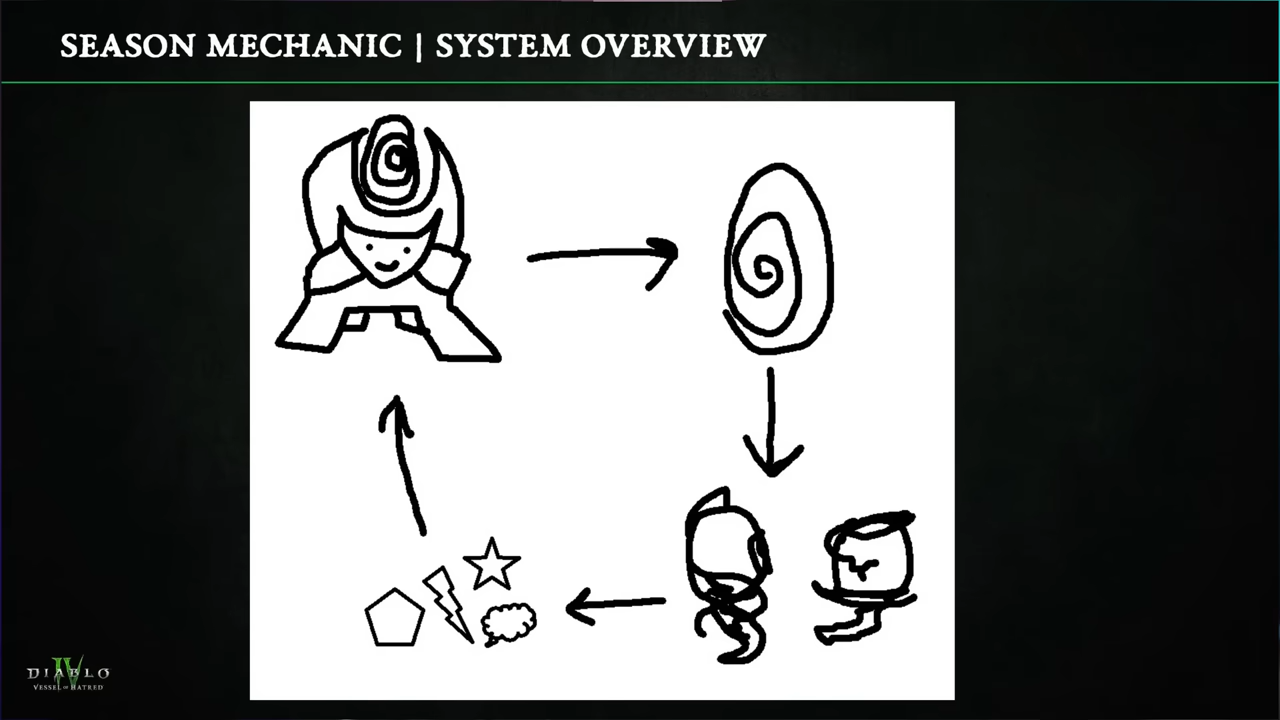 SEASON MECHANIC | SYSTEM OVERVIEW
DIABLO IV
VESSEL OF HATRED